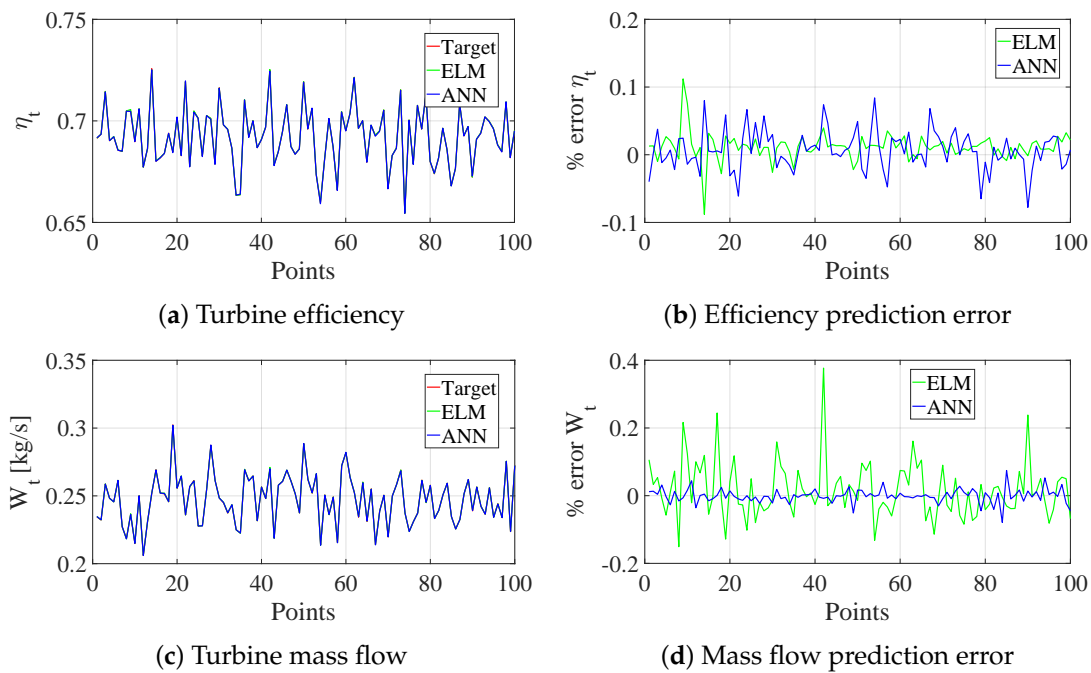 0.75
0.7
0.65
η_t
Target
ELM
ANN
0 20 40 60 80 100
Points
(a) Turbine efficiency
0.2
0.1
0
-0.1
% error η_t
ELM
ANN
0 20 40 60 80 100
Points
(b) Efficiency prediction error
0.35
0.3
0.25
0.2
W_t [kg/s]
Target
ELM
ANN
0 20 40 60 80 100
Points
(c) Turbine mass flow
0.4
0.2
0
-0.2
% error W_t
ELM
ANN
0 20 40 60 80 100
Points
(d) Mass flow prediction error